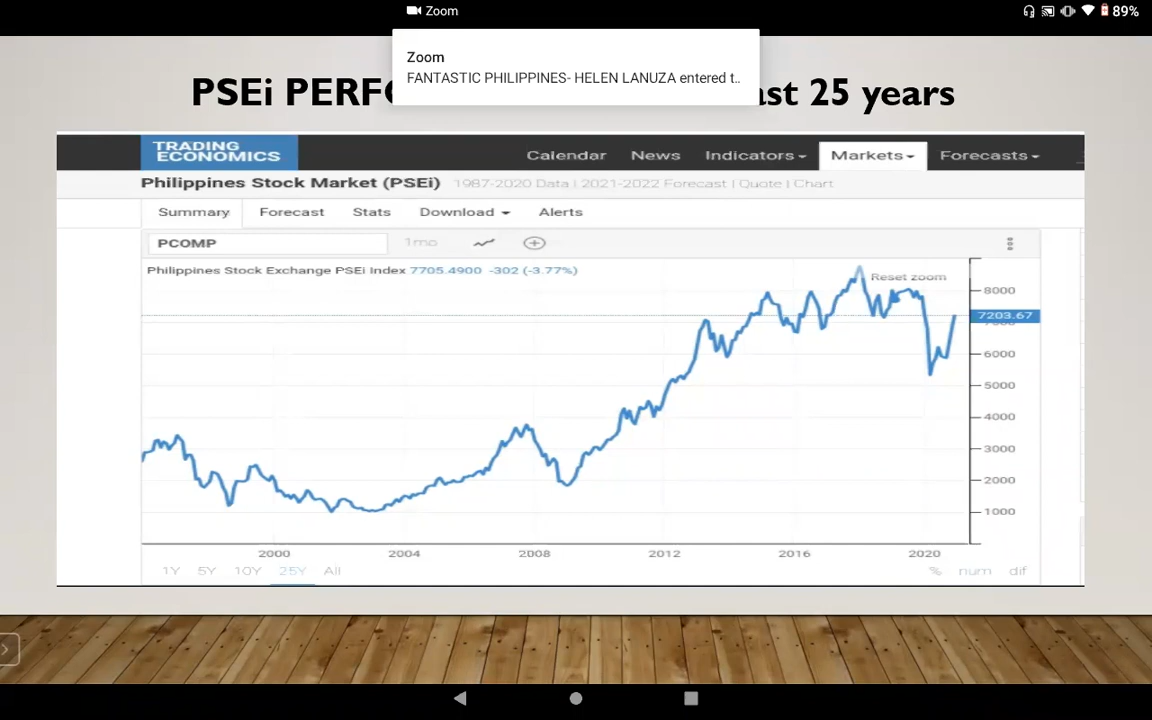 Zoom
89%
Zoom
FANTASTIC PHILIPPINES- HELEN LANUZA entered t..
PSEi PERF ast 25 years
TRADING
ECONOMICS
Calendar News Indicators Markets Forecasts
Philippines Stock Market (PSEi) 1987-2020 Data | 2021-2022 Forecast | Quote | Chart
Summary Forecast Stats Download Alerts
PCOMP 1mo
Philippines Stock Exchange PSEi Index 7705.4900 -302 (-3.77%)
Reset zoom
8000
7203.67
7000
6000
5000
4000
3000
2000
1000
2000 2004 2008 2012 2016 2020
1Y 5Y 10Y 25Y All % num dif